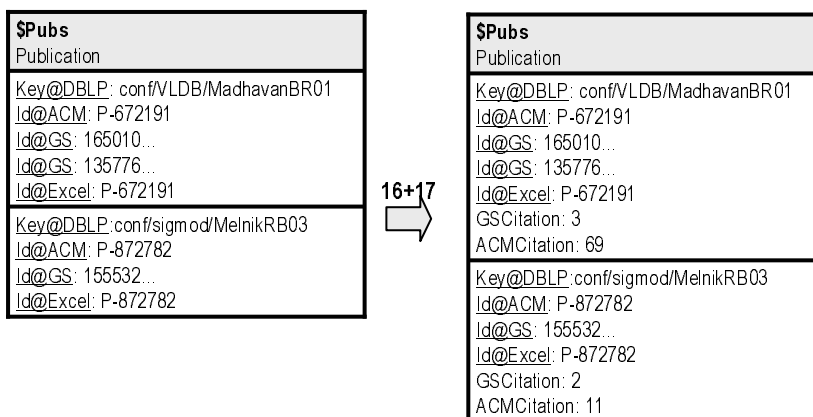 $Pubs
Publication
Key@DBLP: conf/VLDB/MadhavanBR01
Id@ACM: P-672191
Id@GS: 165010...
Id@GS: 135776...
Id@Excel: P-672191
Key@DBLP:conf/sigmod/MelnikRB03
Id@ACM: P-872782
Id@GS: 155532...
Id@Excel: P-872782
16+17
$Pubs
Publication
Key@DBLP: conf/VLDB/MadhavanBR01
Id@ACM: P-672191
Id@GS: 165010...
Id@GS: 135776...
Id@Excel: P-672191
GSCitation: 3
ACMCitation: 69
Key@DBLP:conf/sigmod/MelnikRB03
Id@ACM: P-872782
Id@GS: 155532...
Id@Excel: P-872782
GSCitation: 2
ACMCitation: 11